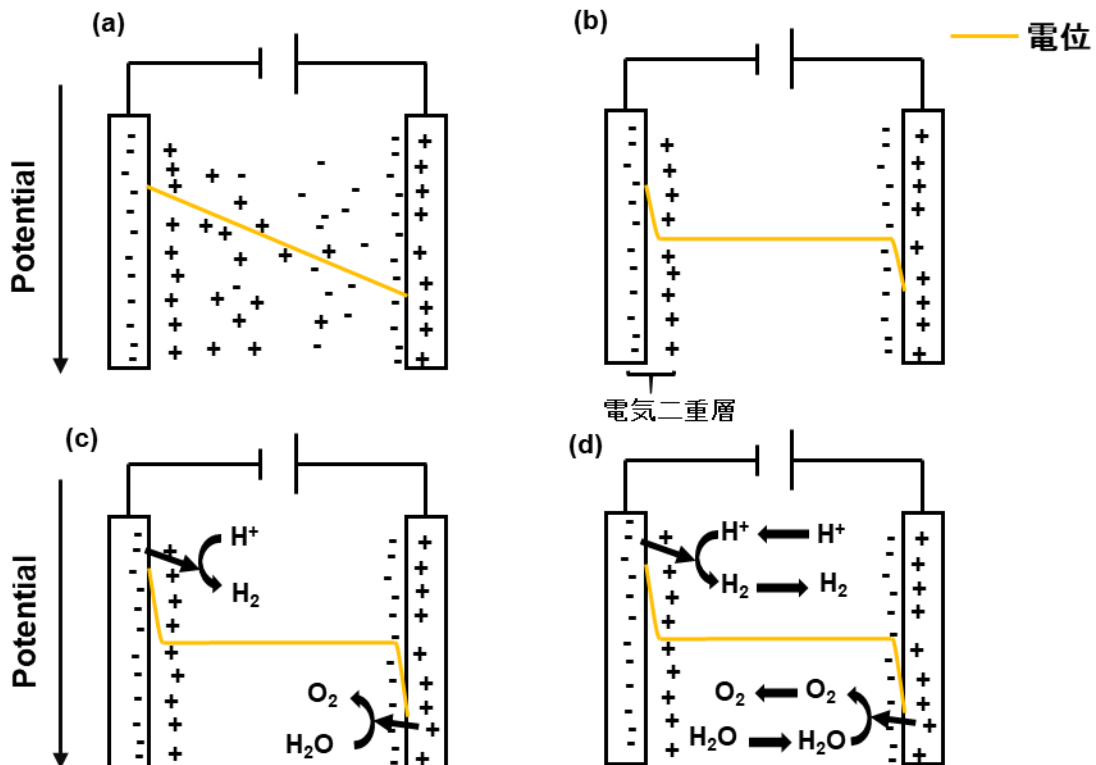 (a)
(b)
電位
Potential
電気二重層
(c)
(d)
Potential
H⁺
H₂
O₂
H₂O
H⁺ H⁺
H₂ H₂
O₂ O₂
H₂O H₂O